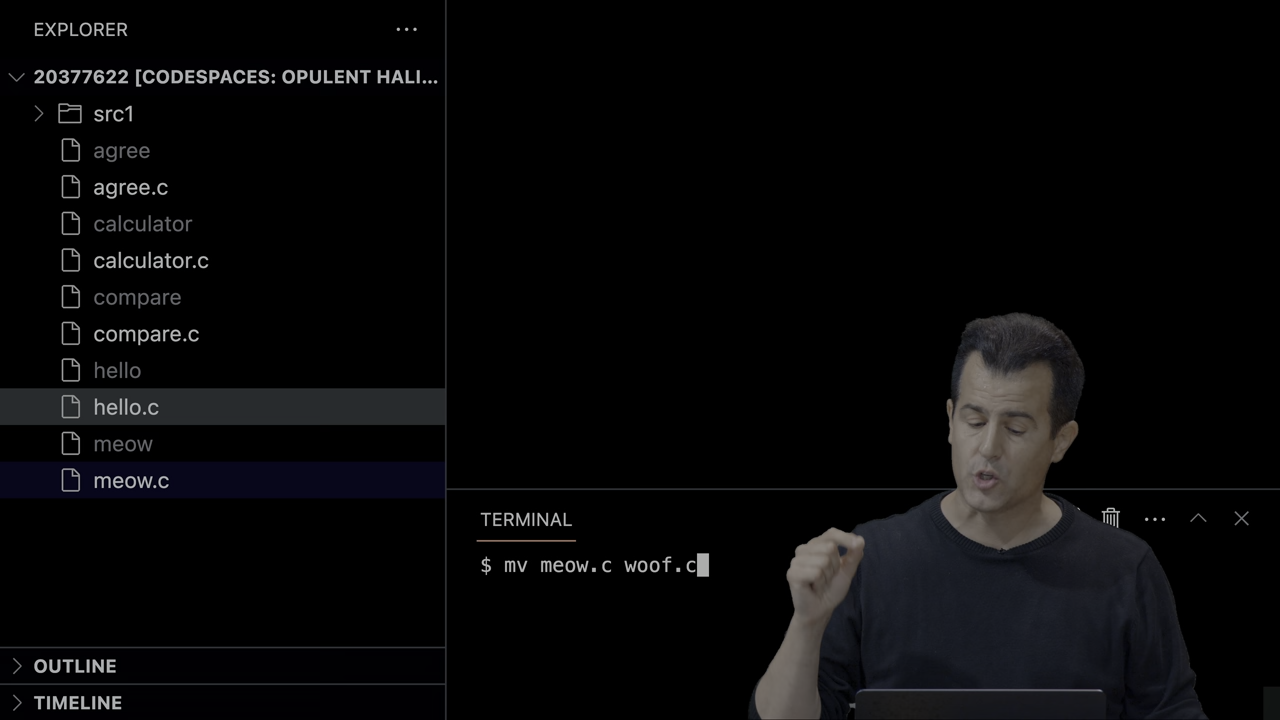 EXPLORER
20377622 [CODESPACES: OPULENT HALI...
src1
agree
agree.c
calculator
calculator.c
compare
compare.c
hello
hello.c
meow
meow.c
OUTLINE
TIMELINE
TERMINAL
$ mv meow.c woof.c